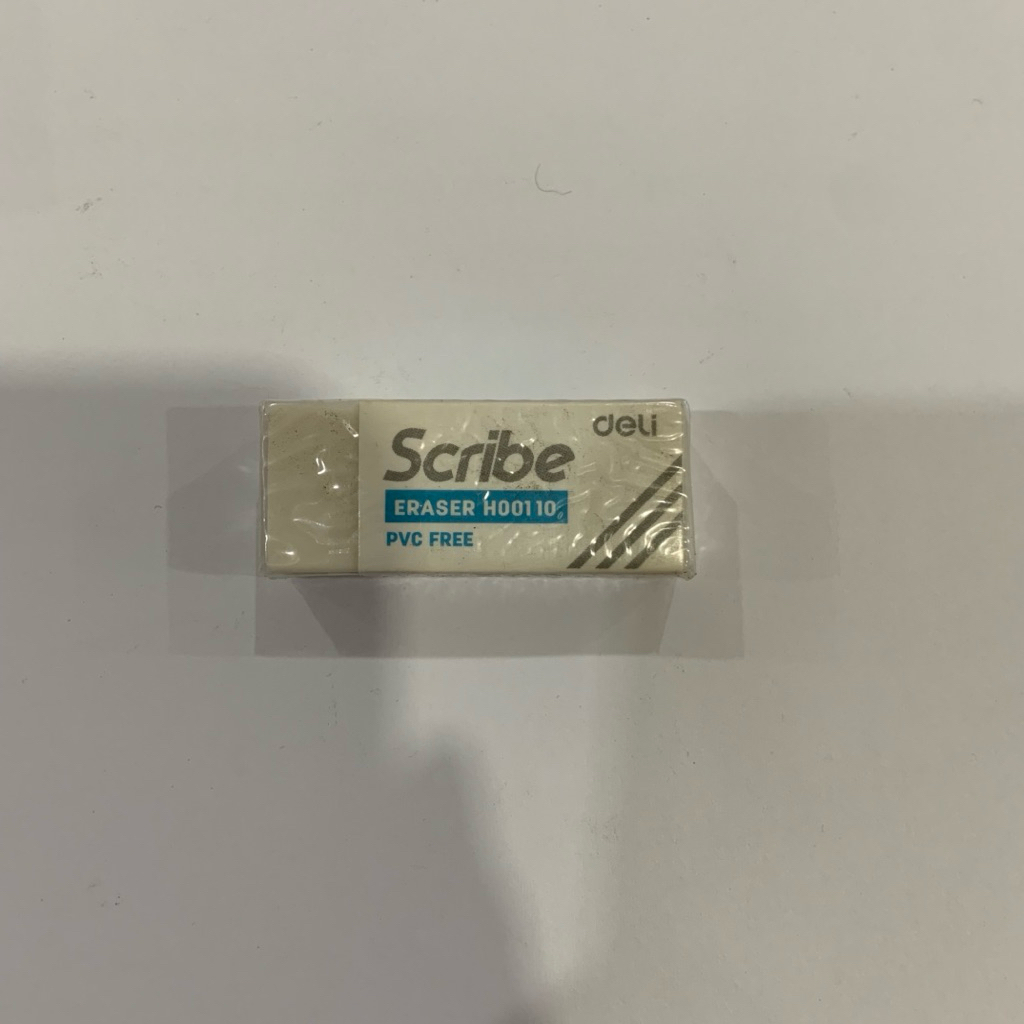 deli
Scribe
ERASER H00110
PVC FREE